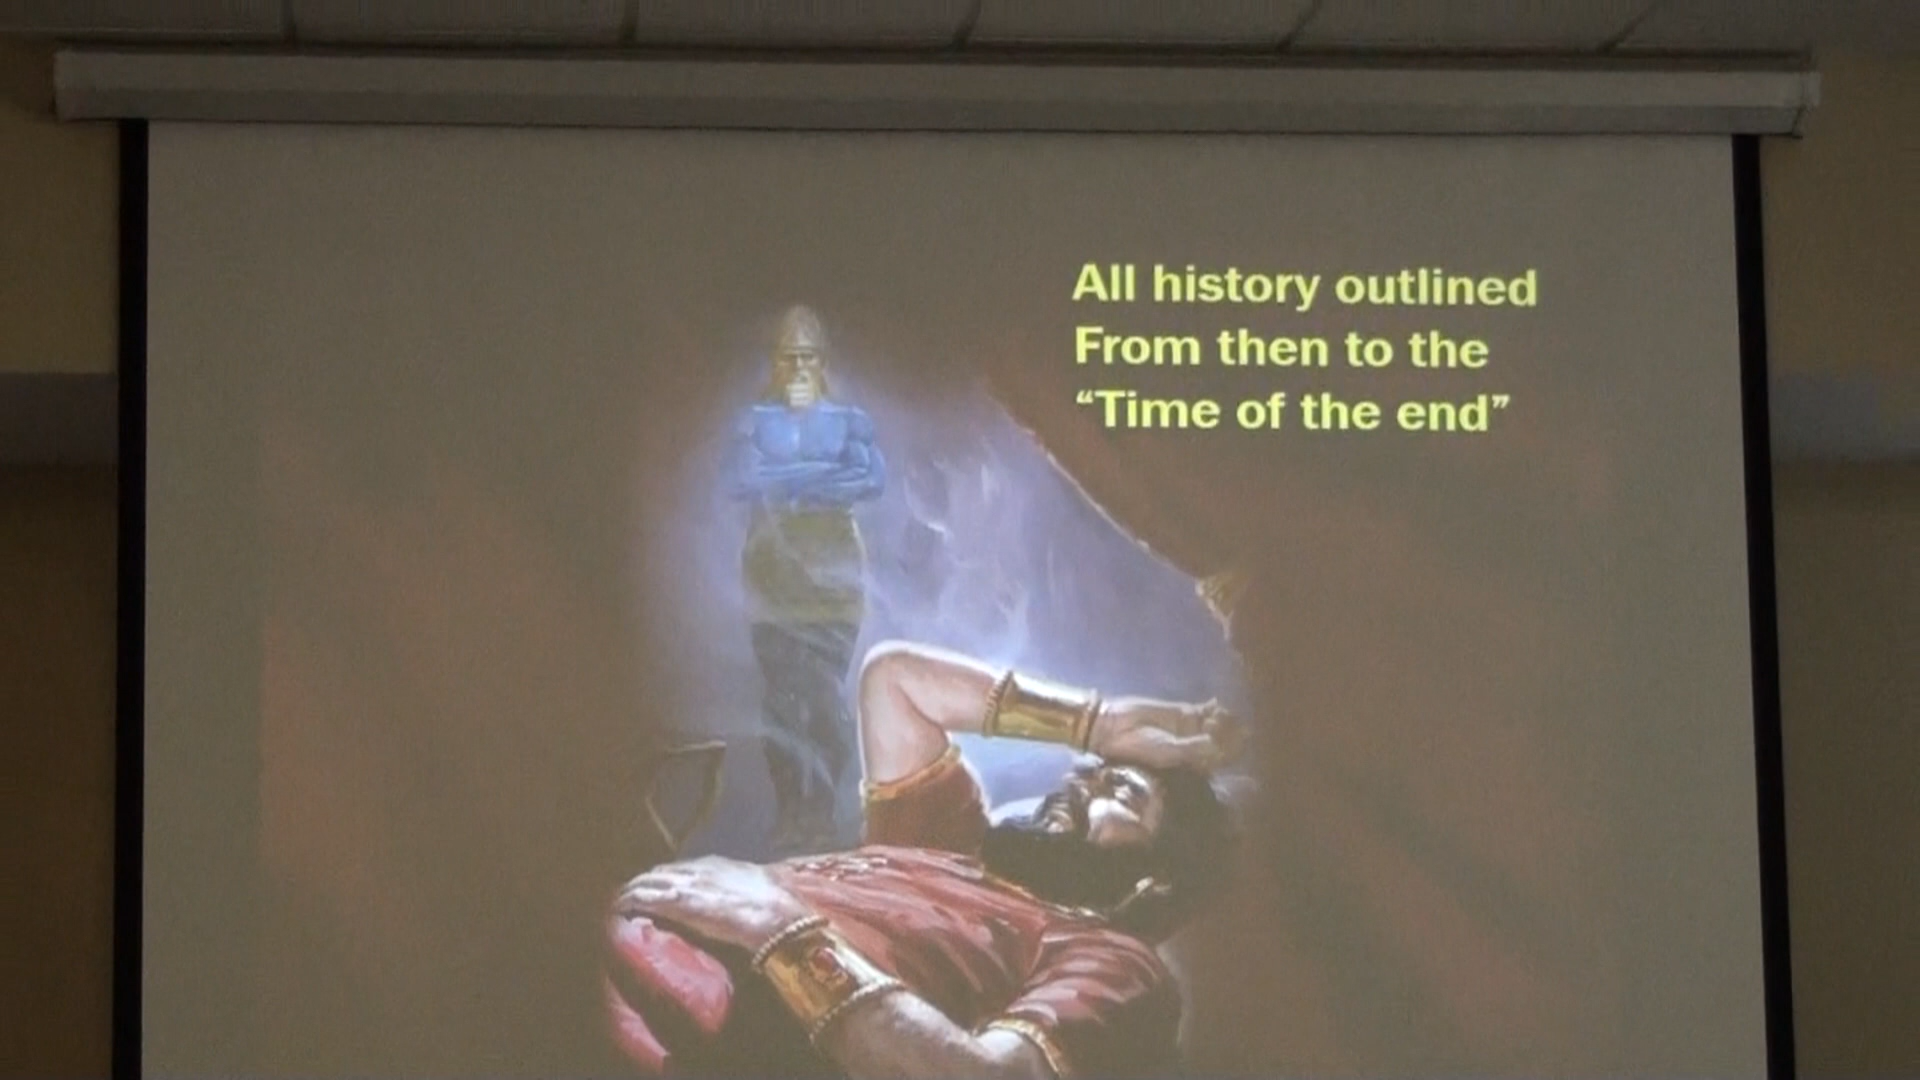 All history outlined
From then to the
“Time of the end”